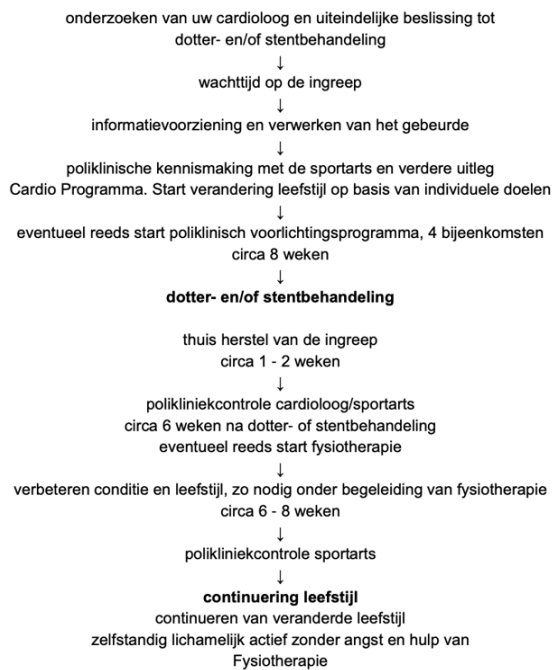 onderzoeken van uw cardioloog en uiteindelijke beslissing tot
dotter- en/of stentbehandeling
↓
wachttijd op de ingreep
↓
informatievoorziening en verwerken van het gebeurde
↓
poliklinische kennismaking met de sportarts en verdere uitleg
Cardio Programma. Start verandering leefstijl op basis van individuele doelen
↓
eventueel reeds start poliklinisch voorlichtingsprogramma, 4 bijeenkomsten
circa 8 weken
↓
dotter- en/of stentbehandeling
thuis herstel van de ingreep
circa 1 - 2 weken
↓
polikliniekcontrole cardioloog/sportarts
circa 6 weken na dotter- of stentbehandeling
eventueel reeds start fysiotherapie
↓
verbeteren conditie en leefstijl, zo nodig onder begeleiding van fysiotherapie
circa 6 - 8 weken
↓
polikliniekcontrole sportarts
↓
continuering leefstijl
continueren van veranderde leefstijl
zelfstandig lichamelijk actief zonder angst en hulp van
Fysiotherapie